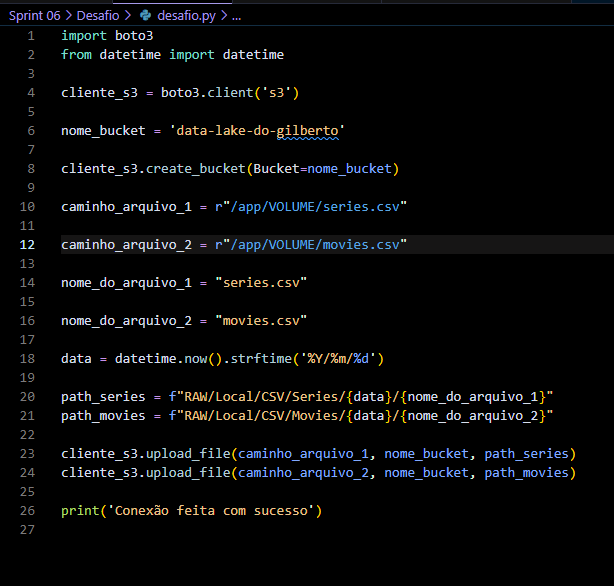 Sprint 06 > Desafio > desafio.py > ...
1 import boto3
2 from datetime import datetime
3
4 cliente_s3 = boto3.client('s3')
5
6 nome_bucket = 'data-lake-do-gilberto'
7
8 cliente_s3.create_bucket(Bucket=nome_bucket)
9
10 caminho_arquivo_1 = r"/app/VOLUME/series.csv"
11
12 caminho_arquivo_2 = r"/app/VOLUME/movies.csv"
13
14 nome_do_arquivo_1 = "series.csv"
15
16 nome_do_arquivo_2 = "movies.csv"
17
18 data = datetime.now().strftime('%Y/%m/%d')
19
20 path_series = f"RAW/Local/CSV/Series/{data}/{nome_do_arquivo_1}"
21 path_movies = f"RAW/Local/CSV/Movies/{data}/{nome_do_arquivo_2}"
22
23 cliente_s3.upload_file(caminho_arquivo_1, nome_bucket, path_series)
24 cliente_s3.upload_file(caminho_arquivo_2, nome_bucket, path_movies)
25
26 print('Conexão feita com sucesso')
27